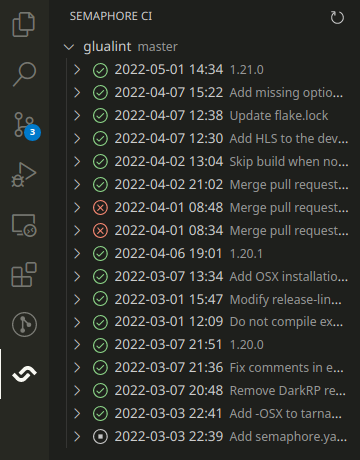 SEMAPHORE CI
glualint master
2022-05-01 14:34 1.21.0
2022-04-07 15:22 Add missing optio...
2022-04-07 12:38 Update flake.lock
2022-04-07 12:30 Add HLS to the dev...
2022-04-02 13:04 Skip build when no...
2022-04-02 21:02 Merge pull request...
2022-04-01 08:48 Merge pull request...
2022-04-01 08:34 Merge pull request...
2022-04-06 19:01 1.20.1
2022-03-07 13:34 Add OSX installatio...
2022-03-01 15:47 Modify release-lin...
2022-03-01 12:09 Do not compile ex...
2022-03-07 21:51 1.20.0
2022-03-07 21:36 Fix comments in e...
2022-03-07 20:48 Remove DarkRP re...
2022-03-03 22:41 Add -OSX to tarna...
2022-03-03 22:39 Add semaphore.ya...
3